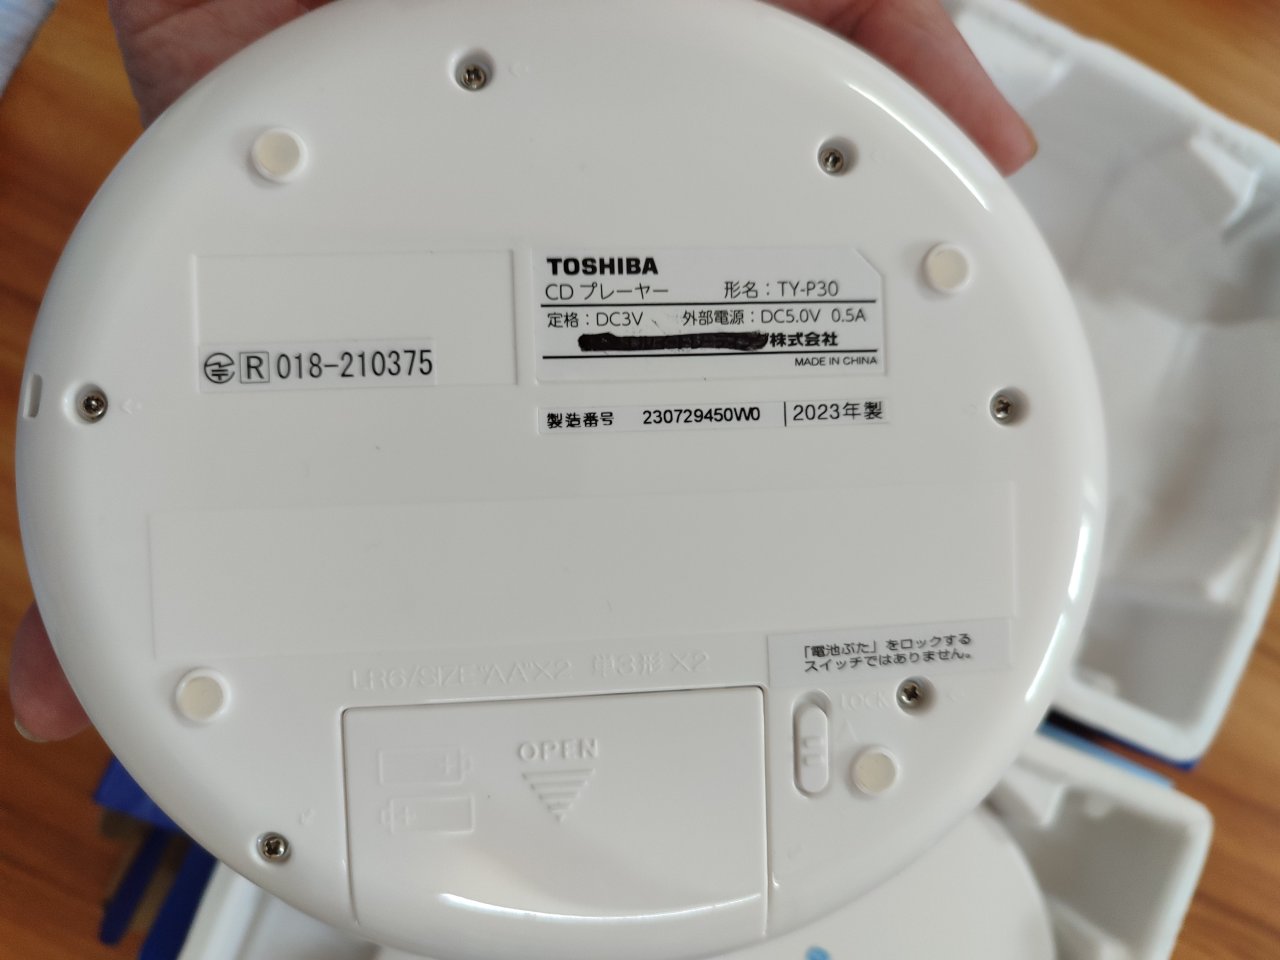 TOSHIBA
CD プレーヤー 形名：TY-P30
定格：DC3V、 外部電源：DC5.0V 0.5A
株式会社
MADE IN CHINA
R 018-210375
製造番号 230729450W0 2023年製
「電池ぶた」をロックする
スイッチではありません。
LR6/SIZE"AA"X2 単3形X2
LOCK
OPEN